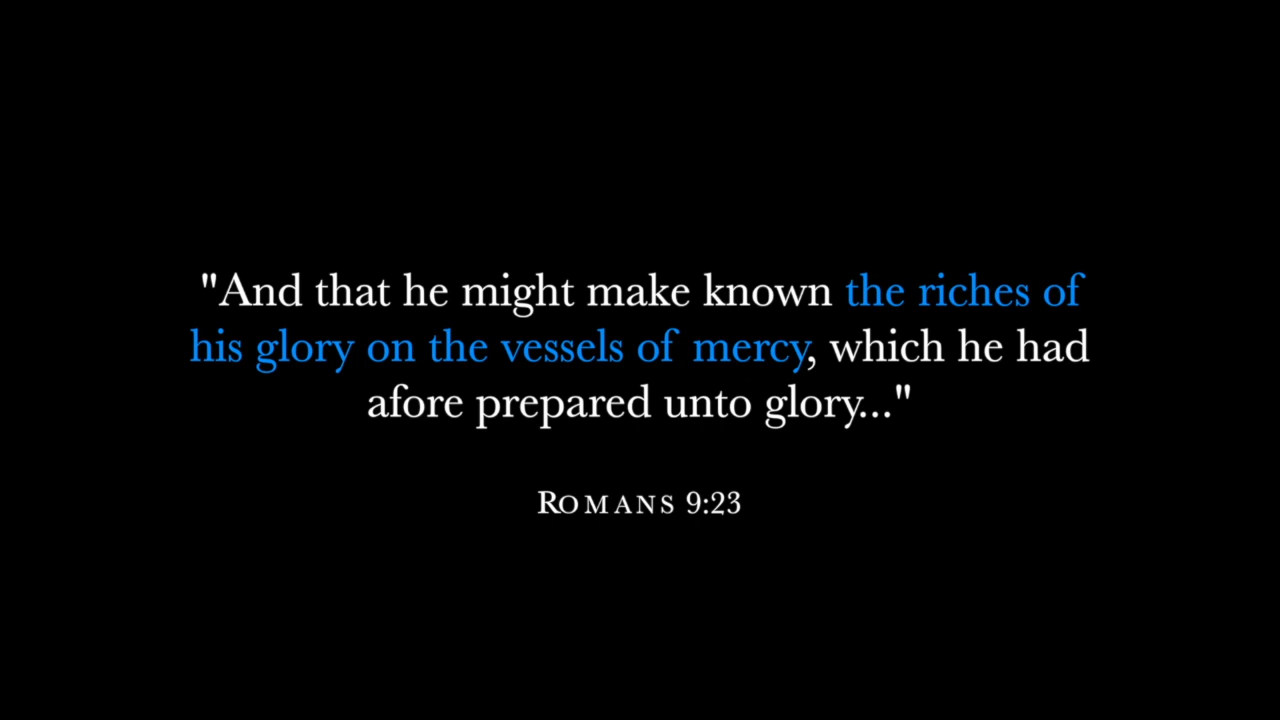 "And that he might make known the riches of
his glory on the vessels of mercy, which he had
afore prepared unto glory..."
ROMANS 9:23